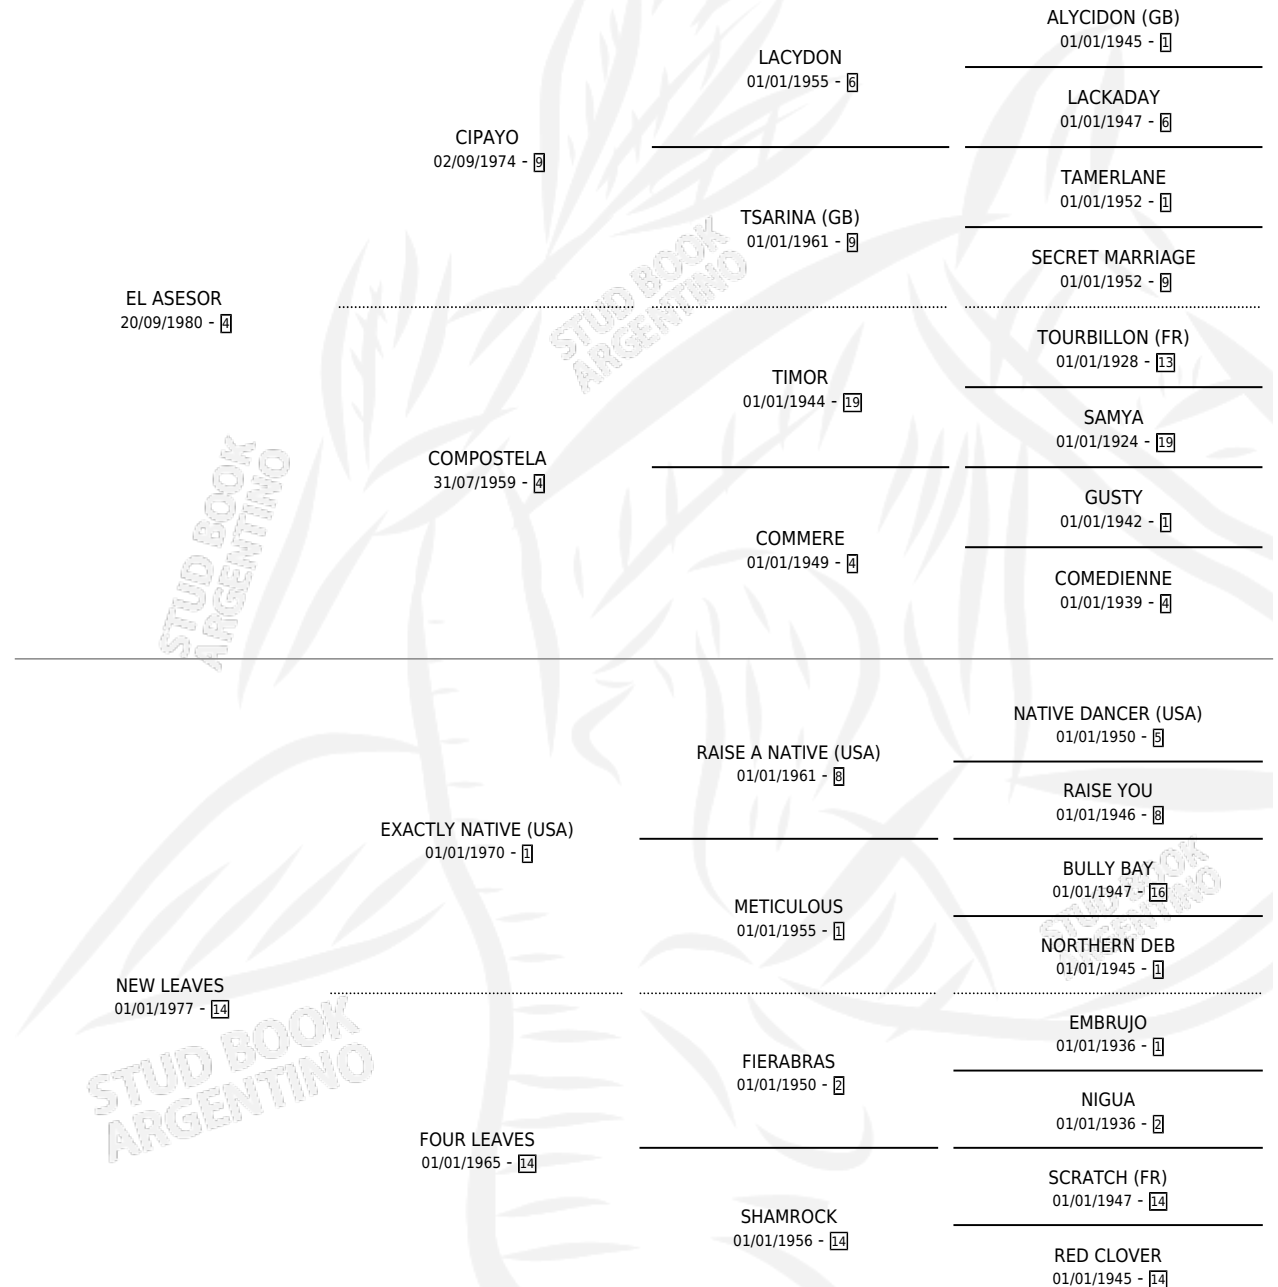 ALYCIDON (GB)
01/01/1945 - 1
LACYDON
01/01/1955 - 6
LACKADAY
01/01/1947 - 6
CIPAYO
02/09/1974 - 9
TAMERLANE
01/01/1952 - 1
TSARINA (GB)
01/01/1961 - 9
SECRET MARRIAGE
01/01/1952 - 9
EL ASESOR
20/09/1980 - 4
TOURBILLON (FR)
01/01/1928 - 13
TIMOR
01/01/1944 - 19
SAMYA
01/01/1924 - 19
COMPOSTELA
31/07/1959 - 4
GUSTY
01/01/1942 - 1
COMMERE
01/01/1949 - 4
COMEDIENNE
01/01/1939 - 4
NATIVE DANCER (USA)
01/01/1950 - 5
RAISE A NATIVE (USA)
01/01/1961 - 8
RAISE YOU
01/01/1946 - 8
EXACTLY NATIVE (USA)
01/01/1970 - 1
BULLY BAY
01/01/1947 - 16
METICULOUS
01/01/1955 - 1
NORTHERN DEB
01/01/1945 - 1
NEW LEAVES
01/01/1977 - 14
EMBRUJO
01/01/1936 - 1
FIERABRAS
01/01/1950 - 2
NIGUA
01/01/1936 - 2
FOUR LEAVES
01/01/1965 - 14
SCRATCH (FR)
01/01/1947 - 14
SHAMROCK
01/01/1956 - 14
RED CLOVER
01/01/1945 - 14
STUD BOOK
ARGENTINO
STUD BOOK
ARGENTINO
STUD BOOK
ARGENTINO
STUD BOOK
ARGENTINO